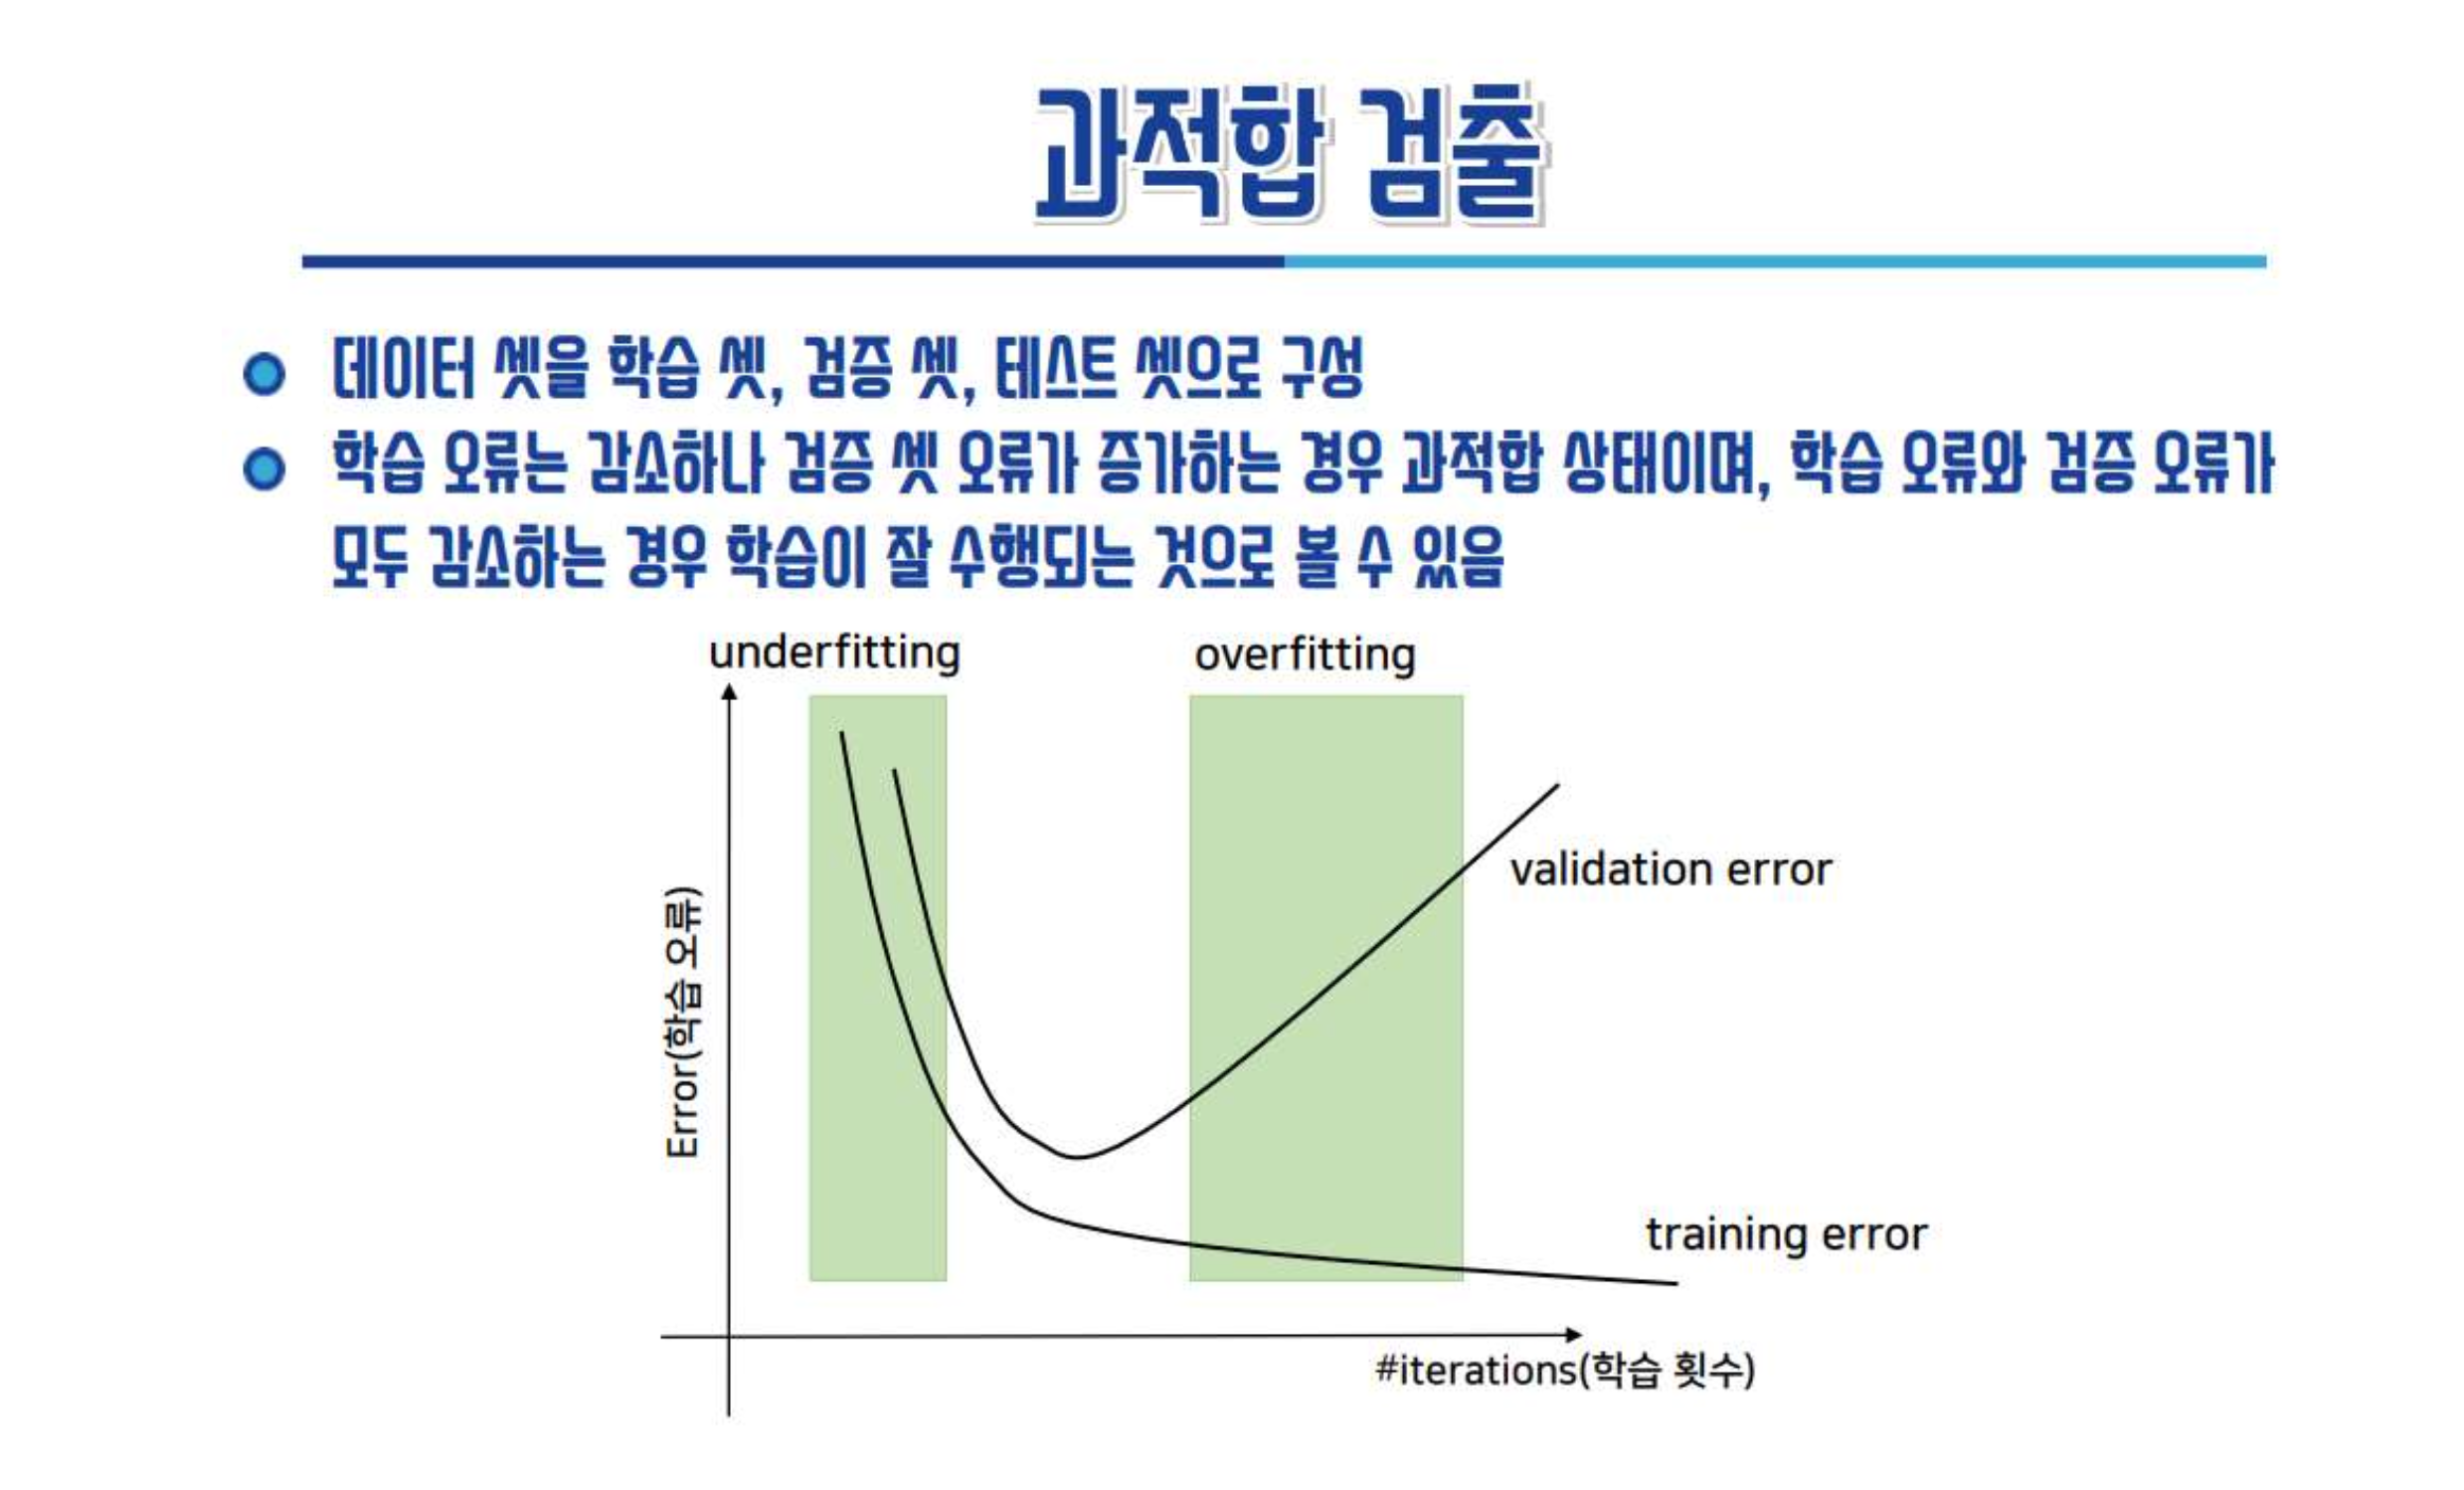 과적합 검출
데이터 셋을 학습 셋, 검증 셋, 테스트 셋으로 구성
학습 오류는 감소하나 검증 셋 오류가 증가하는 경우 과적합 상태이며, 학습 오류와 검증 오류가
모두 감소하는 경우 학습이 잘 수행되는 것으로 볼 수 있음
underfitting
overfitting
validation error
Error(학습 오류)
training error
#iterations(학습 횟수)